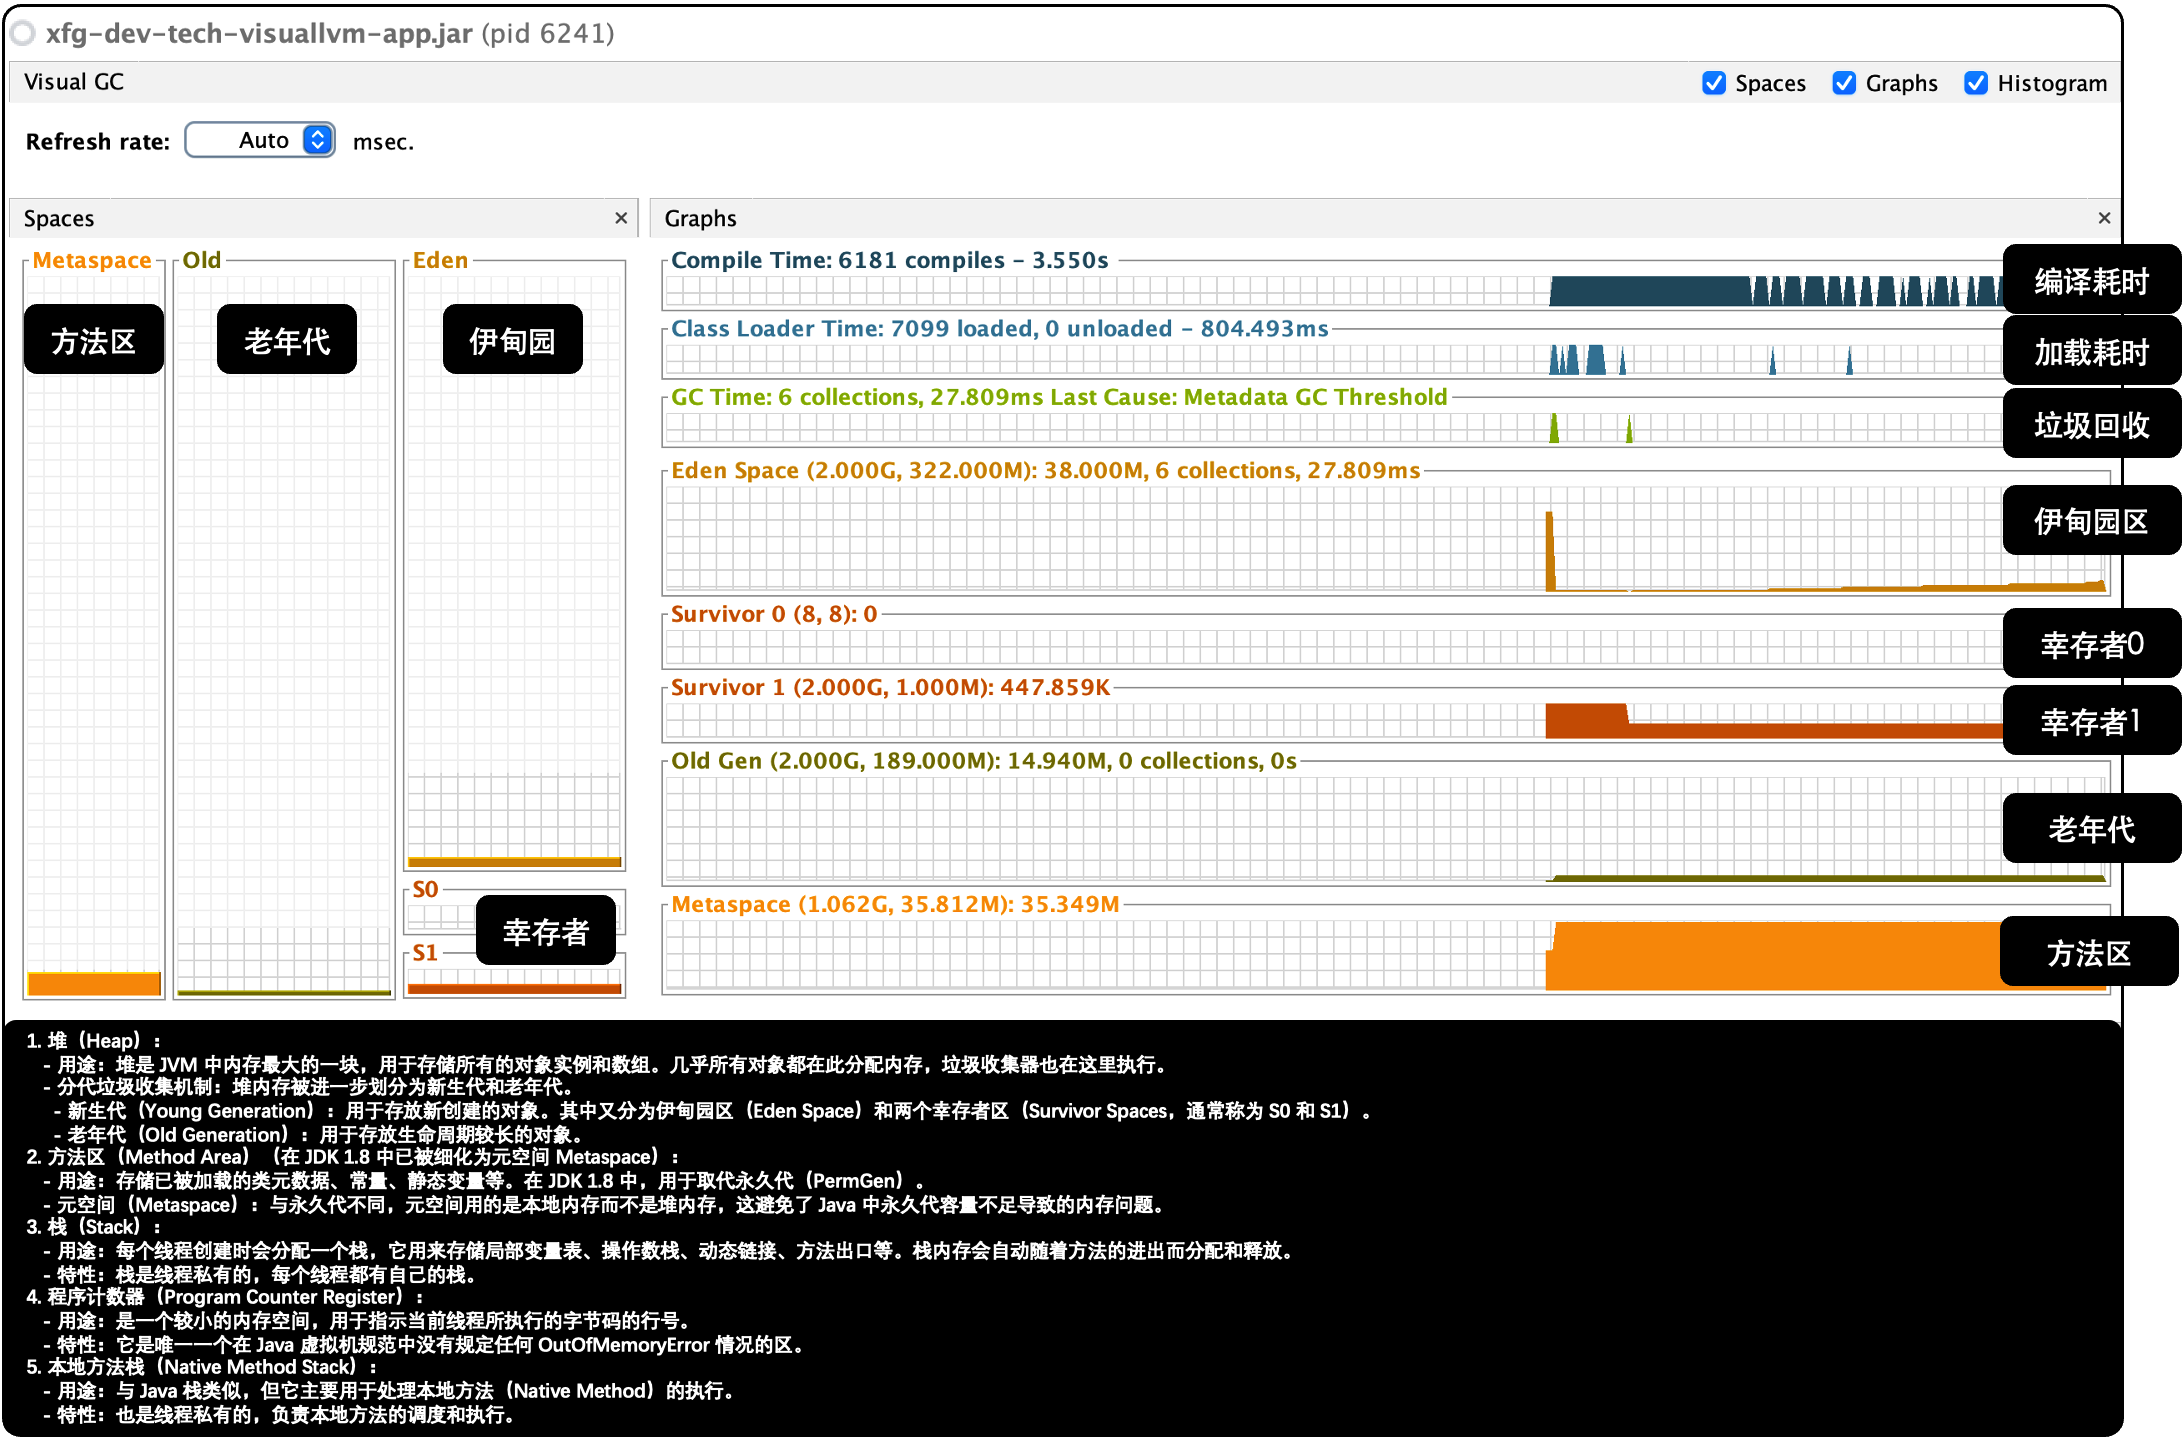 xfg-dev-tech-visuallvm-app.jar (pid 6241)
Visual GC
Spaces
Graphs
Histogram
Refresh rate:
Auto
msec.
Spaces
×
Metaspace
Old
Eden
方法区
老年代
伊甸园
S0
幸存者
S1
Graphs
×
Compile Time: 6181 compiles - 3.550s
编译耗时
Class Loader Time: 7099 loaded, 0 unloaded - 804.493ms
加载耗时
GC Time: 6 collections, 27.809ms Last Cause: Metadata GC Threshold
垃圾回收
Eden Space (2.000G, 322.000M): 38.000M, 6 collections, 27.809ms
伊甸园区
Survivor 0 (8, 8): 0
幸存者0
Survivor 1 (2.000G, 1.000M): 447.859K
幸存者1
Old Gen (2.000G, 189.000M): 14.940M, 0 collections, 0s
老年代
Metaspace (1.062G, 35.812M): 35.349M
方法区
1. 堆（Heap）：
- 用途：堆是 JVM 中内存最大的一块，用于存储所有的对象实例和数组。几乎所有对象都在此分配内存，垃圾收集器也在这里执行。
- 分代垃圾收集机制：堆内存被进一步划分为新生代和老年代。
- 新生代（Young Generation）：用于存放新创建的对象。其中又分为伊甸园区（Eden Space）和两个幸存者区（Survivor Spaces，通常称为 S0 和 S1）。
- 老年代（Old Generation）：用于存放生命周期较长的对象。
2. 方法区（Method Area）（在 JDK 1.8 中已被细化为元空间 Metaspace）：
- 用途：存储已被加载的类元数据、常量、静态变量等。在 JDK 1.8 中，用于取代永久代（PermGen）。
- 元空间（Metaspace）：与永久代不同，元空间用的是本地内存而不是堆内存，这避免了 Java 中永久代容量不足导致的内存问题。
3. 栈（Stack）：
- 用途：每个线程创建时会分配一个栈，它用来存储局部变量表、操作数栈、动态链接、方法出口等。栈内存会自动随着方法的进出而分配和释放。
- 特性：栈是线程私有的，每个线程都有自己的栈。
4. 程序计数器（Program Counter Register）：
- 用途：是一个较小的内存空间，用于指示当前线程所执行的字节码的行号。
- 特性：它是唯一一个在 Java 虚拟机规范中没有规定任何 OutOfMemoryError 情况的区。
5. 本地方法栈（Native Method Stack）：
- 用途：与 Java 栈类似，但它主要用于处理本地方法（Native Method）的执行。
- 特性：也是线程私有的，负责本地方法的调度和执行。